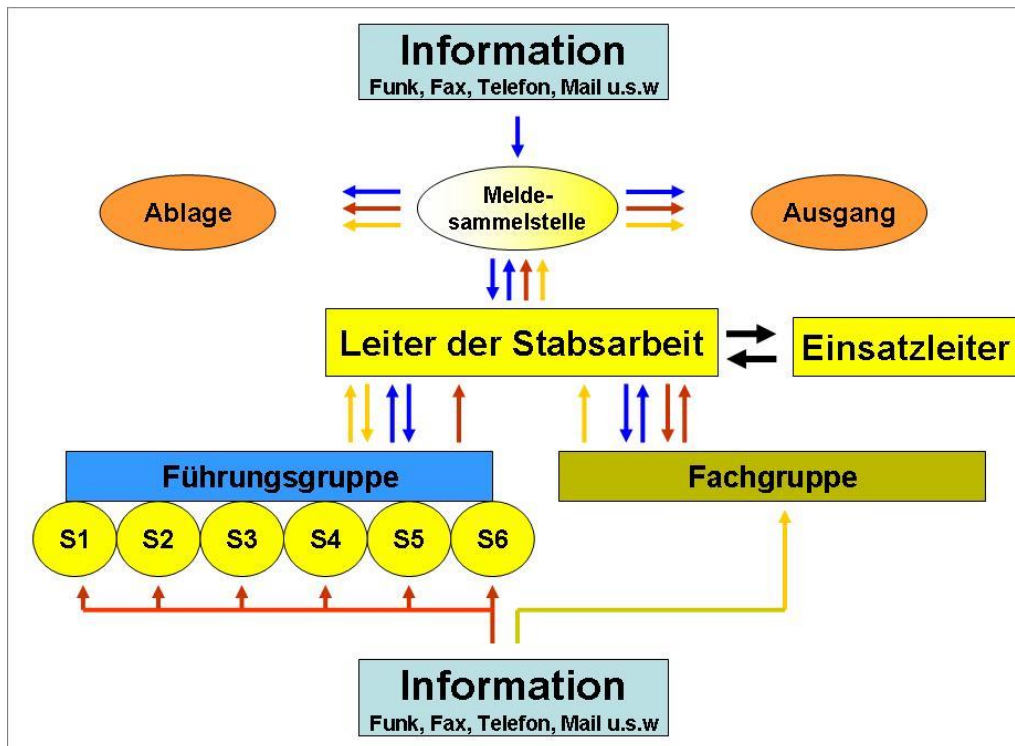 Information
Funk, Fax, Telefon, Mail u.s.w
Ablage
Melde-
sammelstelle
Ausgang
Leiter der Stabsarbeit
Einsatzleiter
Führungsgruppe
Fachgruppe
S1
S2
S3
S4
S5
S6
Information
Funk, Fax, Telefon, Mail u.s.w